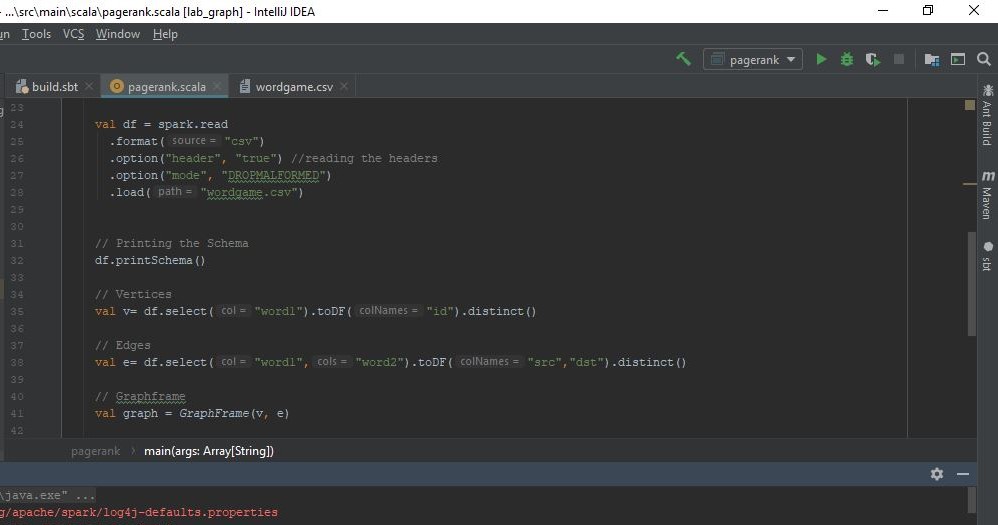 - ...\src\main\scala\pagerank.scala [lab_graph] - IntelliJ IDEA
un Tools VCS Window Help
pagerank
build.sbt pagerank.scala wordgame.csv
23
24 val df = spark.read
25 .format( source = "csv")
26 .option("header", "true") //reading the headers
27 .option("mode", "DROPMALFORMED")
28 .load( path = "wordgame.csv")
29
30
31 // Printing the Schema
32 df.printSchema()
33
34 // Vertices
35 val v= df.select( col = "word1").toDF( colNames = "id").distinct()
36
37 // Edges
38 val e= df.select( col = "word1", cols = "word2").toDF( colNames = "src","dst").distinct()
39
40 // Graphframe
41 val graph = GraphFrame(v, e)
42
Ant Build
m Maven
sbt
pagerank > main(args: Array[String])
\java.exe" ...
g/apache/spark/log4j-defaults.properties